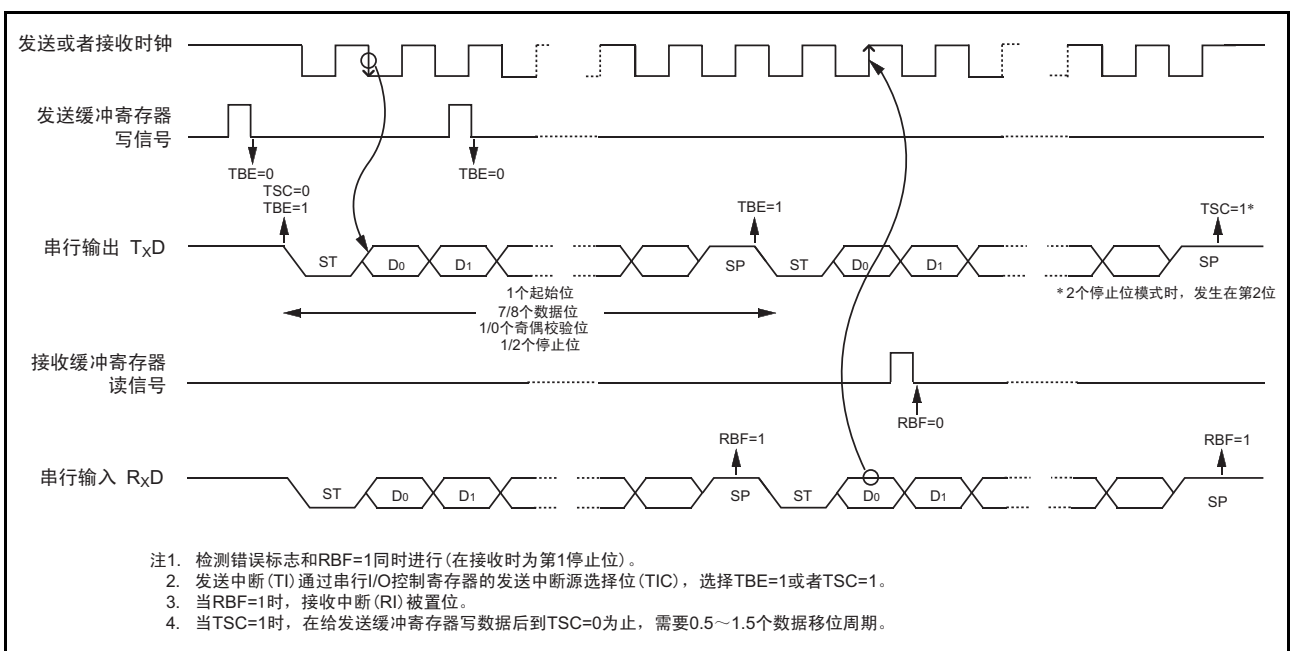 发送或者接收时钟
发送缓冲寄存器
写信号
TBE=0
TBE=0
TSC=0
TBE=1
TBE=1
TSC=1*
串行输出 TXD
ST
D0
D1
SP
ST
D0
D1
SP
1个起始位
7/8个数据位
1/0个奇偶校验位
1/2个停止位
*2个停止位模式时，发生在第2位
接收缓冲寄存器
读信号
RBF=0
RBF=1
RBF=1
串行输入 RXD
ST
D0
D1
SP
ST
D0
D1
SP
注1. 检测错误标志和RBF=1同时进行(在接收时为第1停止位)。
2. 发送中断(TI)通过串行I/O控制寄存器的发送中断源选择位(TIC)，选择TBE=1或者TSC=1。
3. 当RBF=1时，接收中断(RI)被置位。
4. 当TSC=1时，在给发送缓冲寄存器写数据后到TSC=0为止，需要0.5～1.5个数据移位周期。